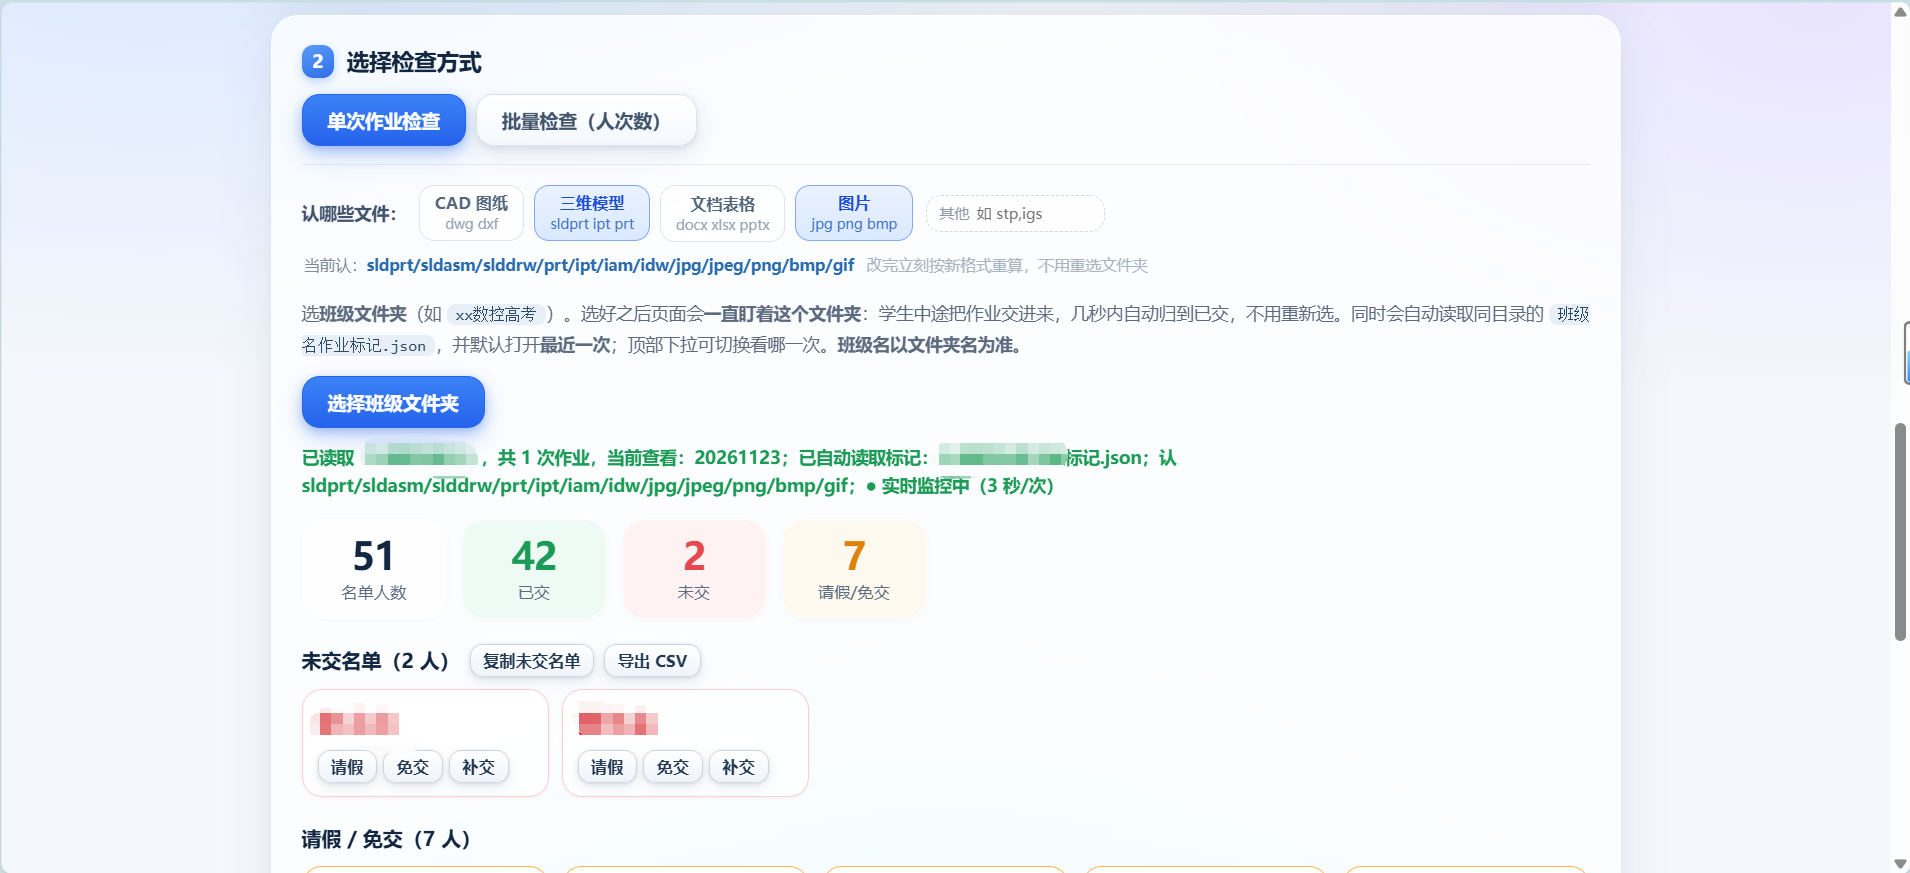 2 选择检查方式
单次作业检查 批量检查（人次数）
认哪些文件： CAD 图纸 三维模型 文档表格 图片 其他 如 stp,igs
dwg dxf sldprt ipt prt docx xlsx pptx jpg png bmp
当前认：sldprt/sldasm/slddrw/prt/ipt/iam/idw/jpg/jpeg/png/bmp/gif 改完立刻按新格式重算，不用重选文件夹
选班级文件夹（如 xx数控高考 ）。选好之后页面会一直盯着这个文件夹：学生中途把作业交进来，几秒内自动归到已交，不用重新选。同时会自动读取同目录的 班级
名作业标记.json ，并默认打开最近一次；顶部下拉可切换看哪一次。班级名以文件夹名为准。
选择班级文件夹
已读取 ，共 1 次作业，当前查看：20261123；已自动读取标记： 标记.json；认
sldprt/sldasm/slddrw/prt/ipt/iam/idw/jpg/jpeg/png/bmp/gif；● 实时监控中（3 秒/次）
51 42 2 7
名单人数 已交 未交 请假/免交
未交名单（2 人） 复制未交名单 导出 CSV
请假 免交 补交 请假 免交 补交
请假 / 免交（7 人）